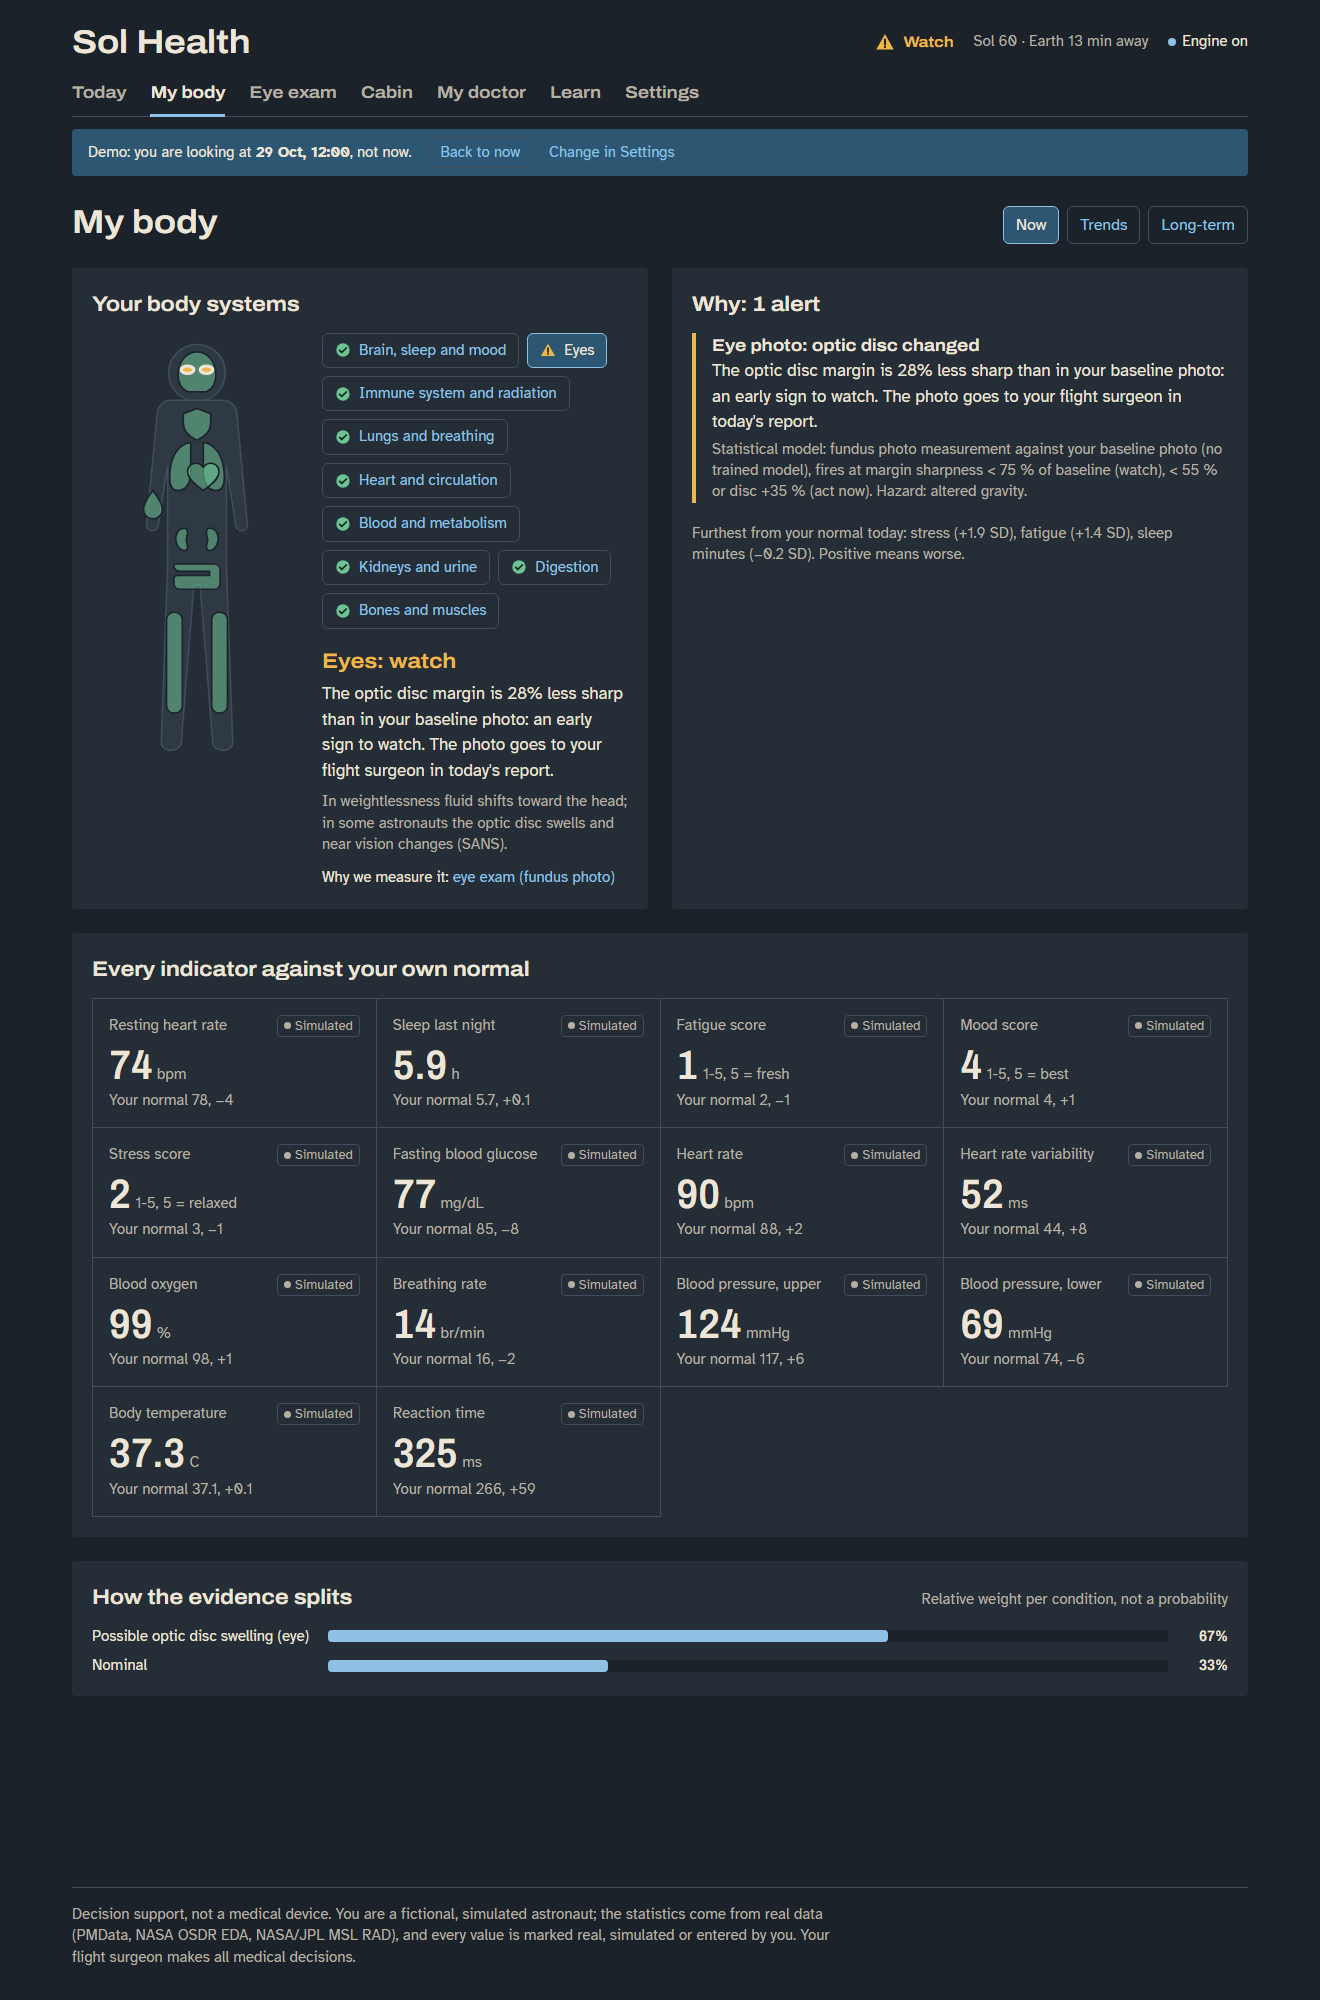 Sol Health
Watch
Sol 60 · Earth 13 min away
Engine on
Today
My body
Eye exam
Cabin
My doctor
Learn
Settings
Demo: you are looking at 29 Oct, 12:00, not now.
Back to now
Change in Settings
My body
Now
Trends
Long-term
Your body systems
Brain, sleep and mood
Eyes
Immune system and radiation
Lungs and breathing
Heart and circulation
Blood and metabolism
Kidneys and urine
Digestion
Bones and muscles
Eyes: watch
The optic disc margin is 28% less sharp
than in your baseline photo: an early
sign to watch. The photo goes to your
flight surgeon in today's report.
In weightlessness fluid shifts toward the head;
in some astronauts the optic disc swells and
near vision changes (SANS).
Why we measure it: eye exam (fundus photo)
Why: 1 alert
Eye photo: optic disc changed
The optic disc margin is 28% less sharp than in your baseline photo:
an early sign to watch. The photo goes to your flight surgeon in
today's report.
Statistical model: fundus photo measurement against your baseline photo (no
trained model), fires at margin sharpness < 75 % of baseline (watch), < 55 %
or disc +35 % (act now). Hazard: altered gravity.
Furthest from your normal today: stress (+1.9 SD), fatigue (+1.4 SD), sleep
minutes (−0.2 SD). Positive means worse.
Every indicator against your own normal
Resting heart rate
Simulated
74 bpm
Your normal 78, −4
Sleep last night
Simulated
5.9 h
Your normal 5.7, +0.1
Fatigue score
Simulated
1 1-5, 5 = fresh
Your normal 2, −1
Mood score
Simulated
4 1-5, 5 = best
Your normal 4, +1
Stress score
Simulated
2 1-5, 5 = relaxed
Your normal 3, −1
Fasting blood glucose
Simulated
77 mg/dL
Your normal 85, −8
Heart rate
Simulated
90 bpm
Your normal 88, +2
Heart rate variability
Simulated
52 ms
Your normal 44, +8
Blood oxygen
Simulated
99 %
Your normal 98, +1
Breathing rate
Simulated
14 br/min
Your normal 16, −2
Blood pressure, upper
Simulated
124 mmHg
Your normal 117, +6
Blood pressure, lower
Simulated
69 mmHg
Your normal 74, −6
Body temperature
Simulated
37.3 C
Your normal 37.1, +0.1
Reaction time
Simulated
325 ms
Your normal 266, +59
How the evidence splits
Relative weight per condition, not a probability
Possible optic disc swelling (eye)
67%
Nominal
33%
Decision support, not a medical device. You are a fictional, simulated astronaut; the statistics come from real data
(PMData, NASA OSDR EDA, NASA/JPL MSL RAD), and every value is marked real, simulated or entered by you. Your
flight surgeon makes all medical decisions.